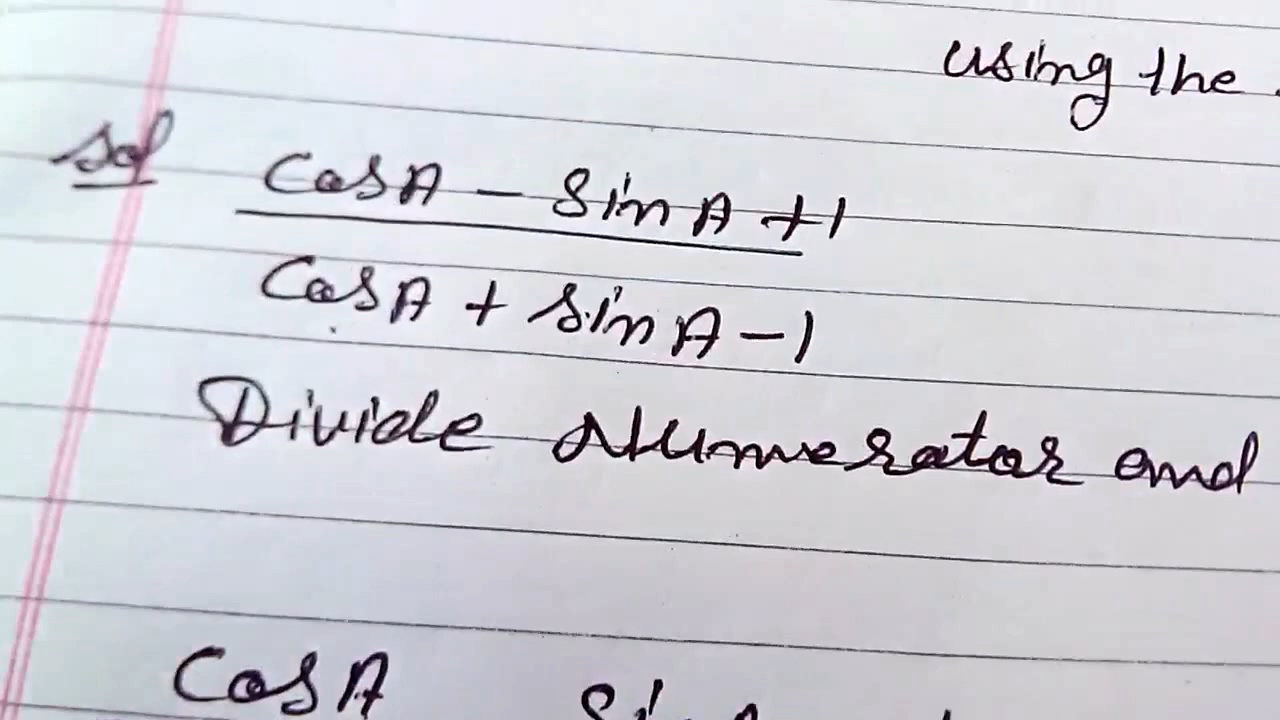 using the
Sol
CosA - SinA +1
CosA + SinA - 1
Divide Numerator and
CosA